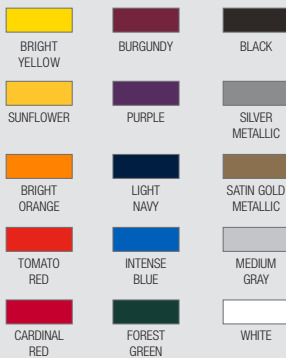 BRIGHT
YELLOW
BURGUNDY
BLACK
SUNFLOWER
PURPLE
SILVER
METALLIC
BRIGHT
ORANGE
LIGHT
NAVY
SATIN GOLD
METALLIC
TOMATO
RED
INTENSE
BLUE
MEDIUM
GRAY
CARDINAL
RED
FOREST
GREEN
WHITE